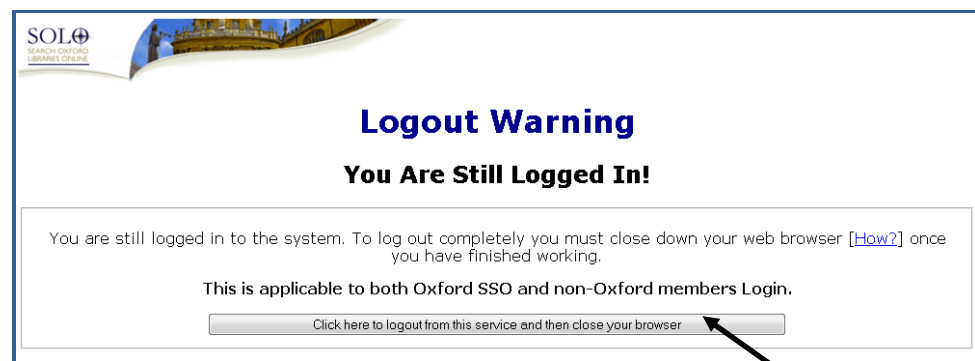 SOLO
SEARCH OXFORD
LIBRARIES ONLINE
Logout Warning
You Are Still Logged In!
You are still logged in to the system. To log out completely you must close down your web browser [How?] once
you have finished working.
This is applicable to both Oxford SSO and non-Oxford members Login.
Click here to logout from this service and then close your browser